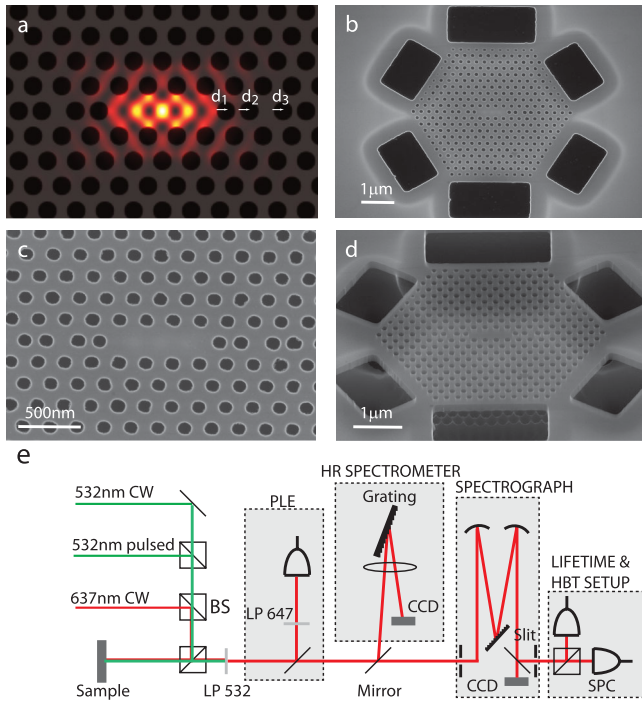 a
d1 d2 d3
b
1μm
c
500nm
d
1μm
e
532nm CW
532nm pulsed
637nm CW
BS
Sample
LP 532
PLE
LP 647
HR SPECTROMETER
Grating
CCD
Mirror
SPECTROGRAPH
Slit
CCD
LIFETIME &
HBT SETUP
SPC